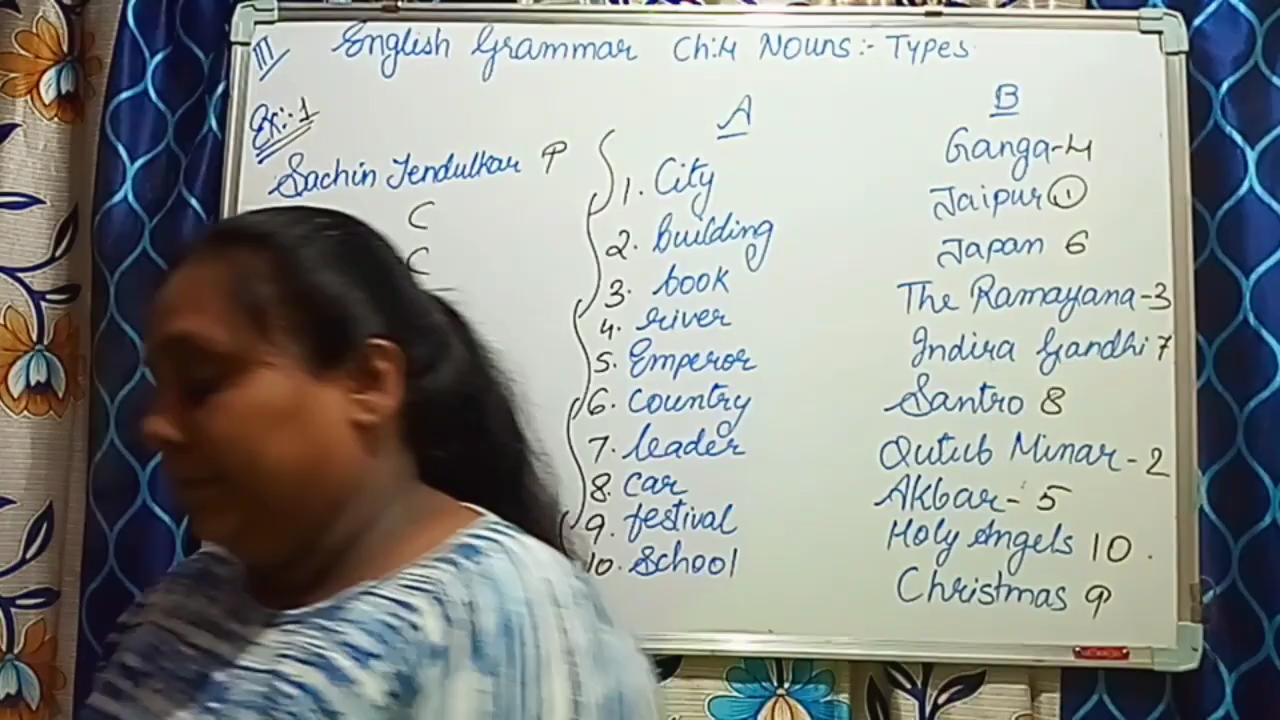 III English Grammar Ch:4 Nouns:- Types
Ex:-1
Sachin Tendulkar P
C
C
A
1. City
2. Building
3. book
4. river
5. Emperor
6. Country
7. leader
8. car
9. festival
10. School
B
Ganga-4
Jaipur 1
Japan 6
The Ramayana-3
Indira Gandhi 7
Santro 8
Qutub Minar-2
Akbar-5
Holy Angels 10.
Christmas 9